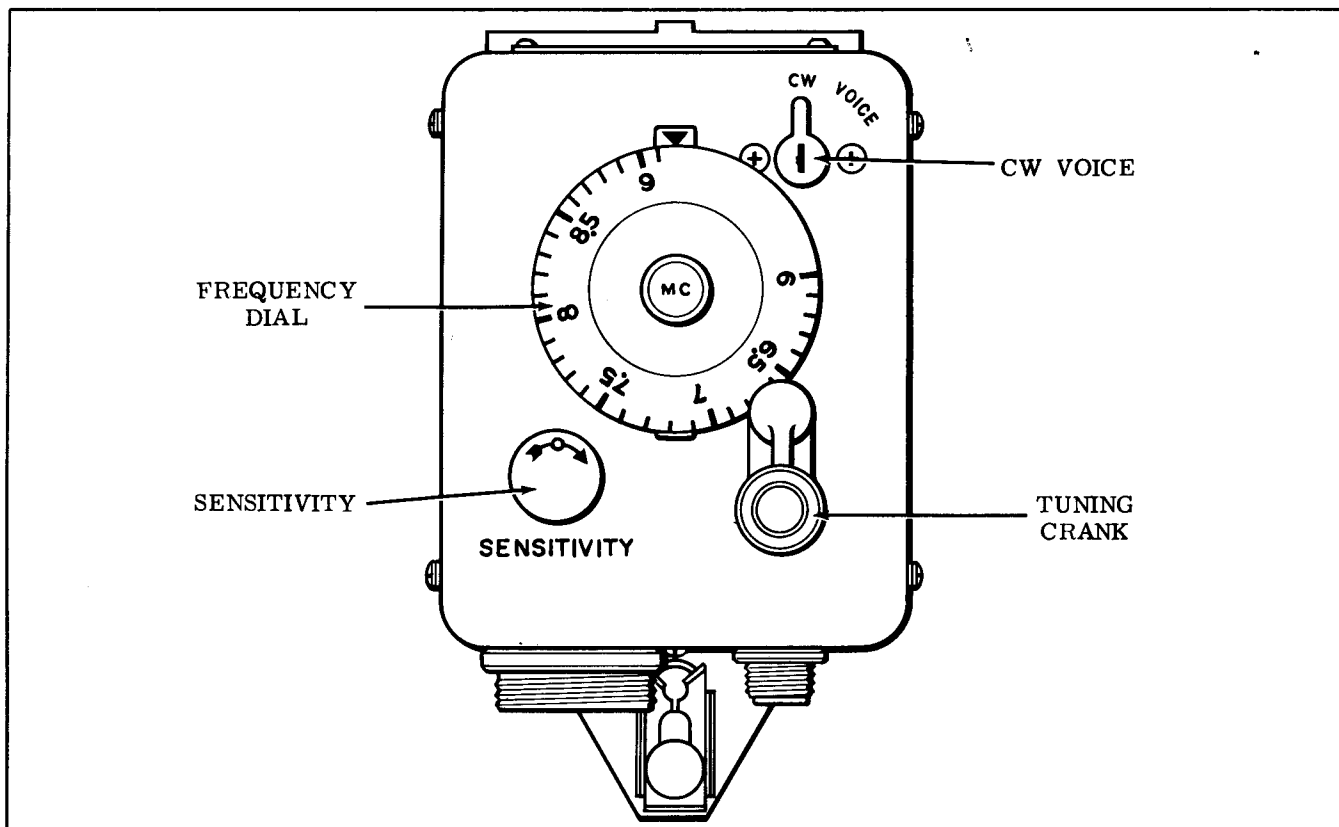 CW VOICE
CW VOICE
9
8.5
8
7.5
7
6.5
6
MC
FREQUENCY
DIAL
SENSITIVITY
SENSITIVITY
TUNING
CRANK